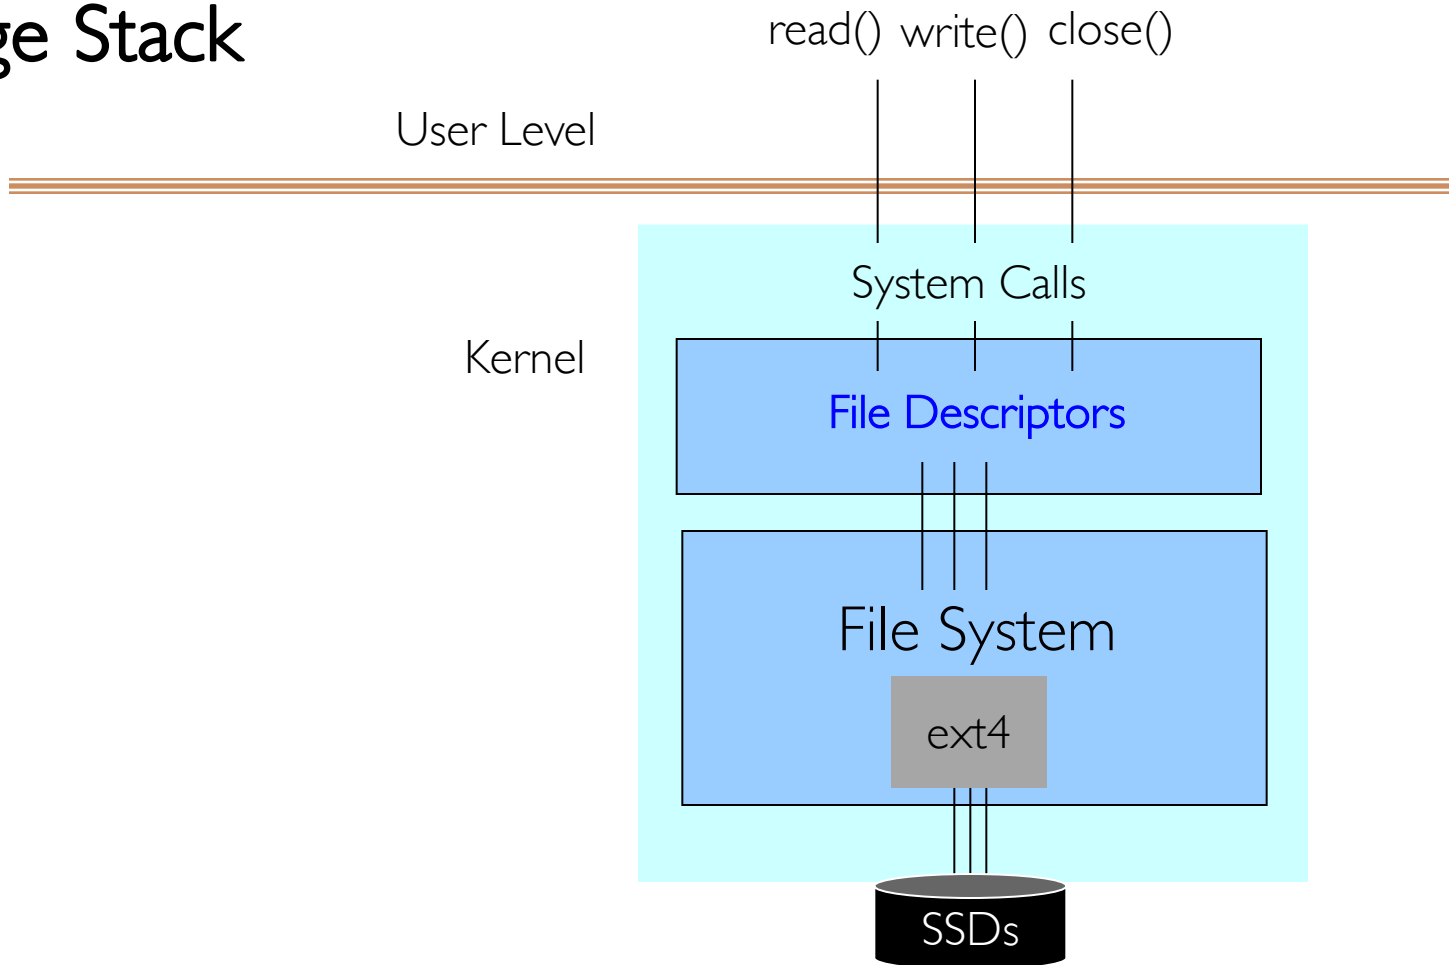 ge Stack
read() write() close()
User Level
System Calls
Kernel
File Descriptors
File System
ext4
SSDs